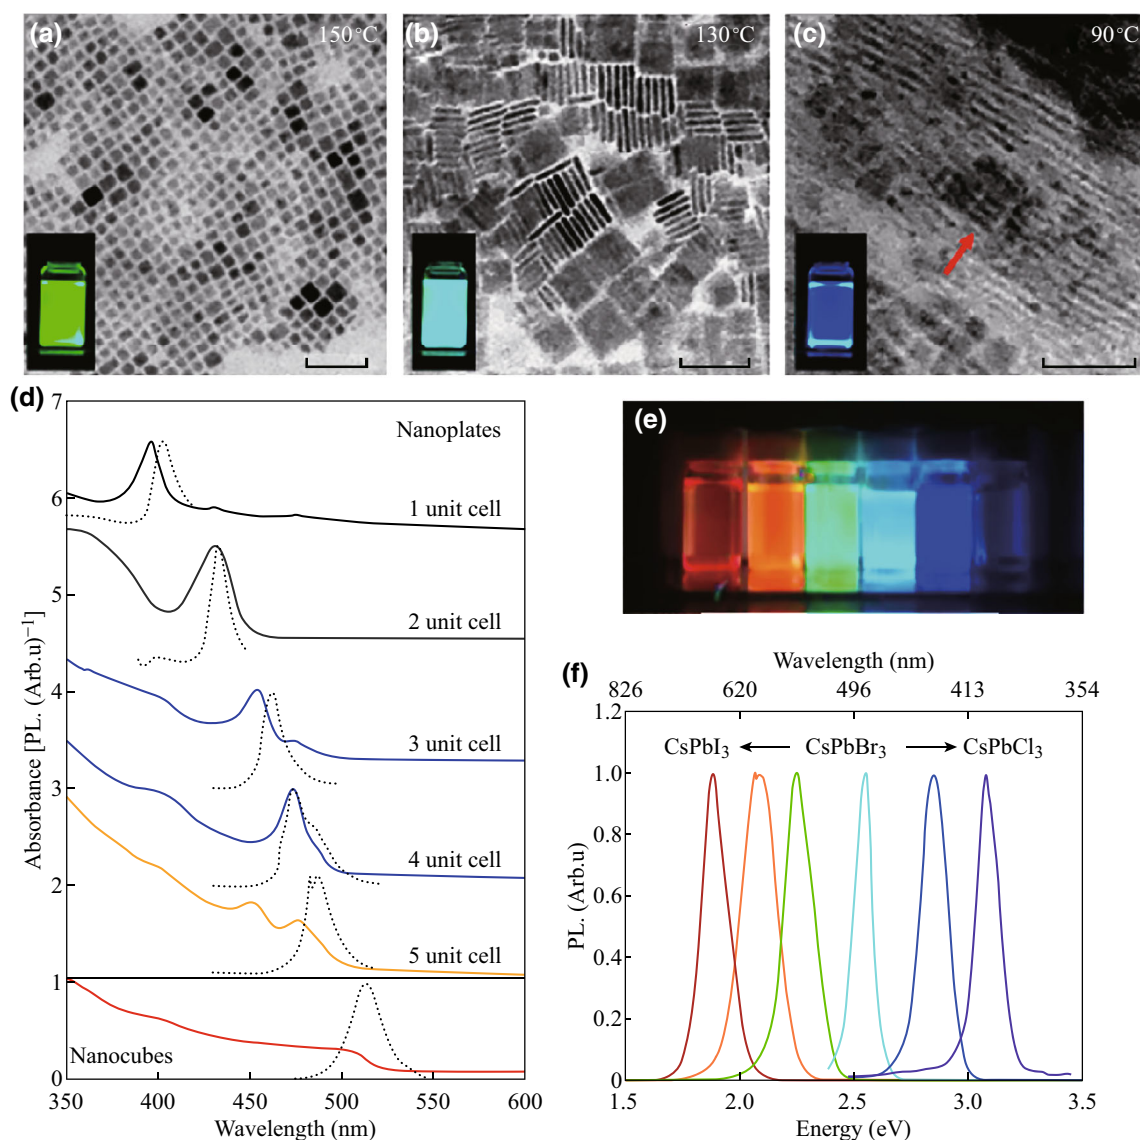 (a)
150°C
(b)
130°C
(c)
90°C
(d)
7
6
5
4
3
2
1
0
Absorbance [PL. (Arb.u)⁻¹]
Nanoplates
1 unit cell
2 unit cell
3 unit cell
4 unit cell
5 unit cell
Nanocubes
350 400 450 500 550 600
Wavelength (nm)
(e)
(f)
Wavelength (nm)
826 620 496 413 354
1.2
1.0
0.8
0.6
0.4
0.2
0
PL. (Arb.u)
CsPbI₃ ← CsPbBr₃ → CsPbCl₃
1.5 2.0 2.5 3.0 3.5
Energy (eV)